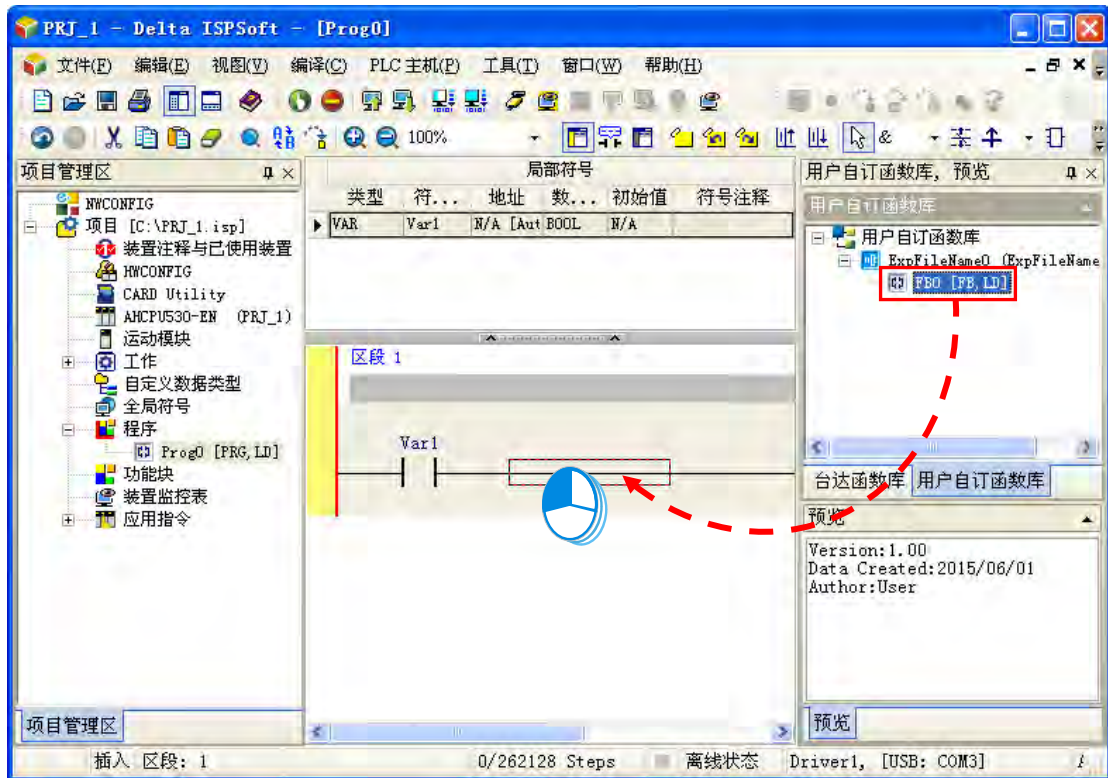 PRJ_1 - Delta ISPSoft - [Prog0]
文件(F) 编辑(E) 视图(V) 编译(C) PLC 主机(P) 工具(T) 窗口(W) 帮助(H)
100%
项目管理区
NWCONFIG
项目 [C:\PRJ_1.isp]
装置注释与已使用装置
HWCONFIG
CARD Utility
AHCPU530-EN (PRJ_1)
运动模块
工作
自定义数据类型
全局符号
程序
Prog0 [PRG,LD]
功能块
装置监控表
应用指令
项目管理区
局部符号
类型 符... 地址 数... 初始值 符号注释
VAR Var1 N/A [Aut BOOL N/A
区段 1
Var1
用户自订函数库, 预览
用户自订函数库
用户自订函数库
ExpFileName0 (ExpFileName
FB0 [FB,LD]
台达函数库 用户自订函数库
预览
Version:1.00
Data Created:2015/06/01
Author:User
预览
插入 区段: 1 0/262128 Steps 离线状态 Driver1, [USB: COM3]